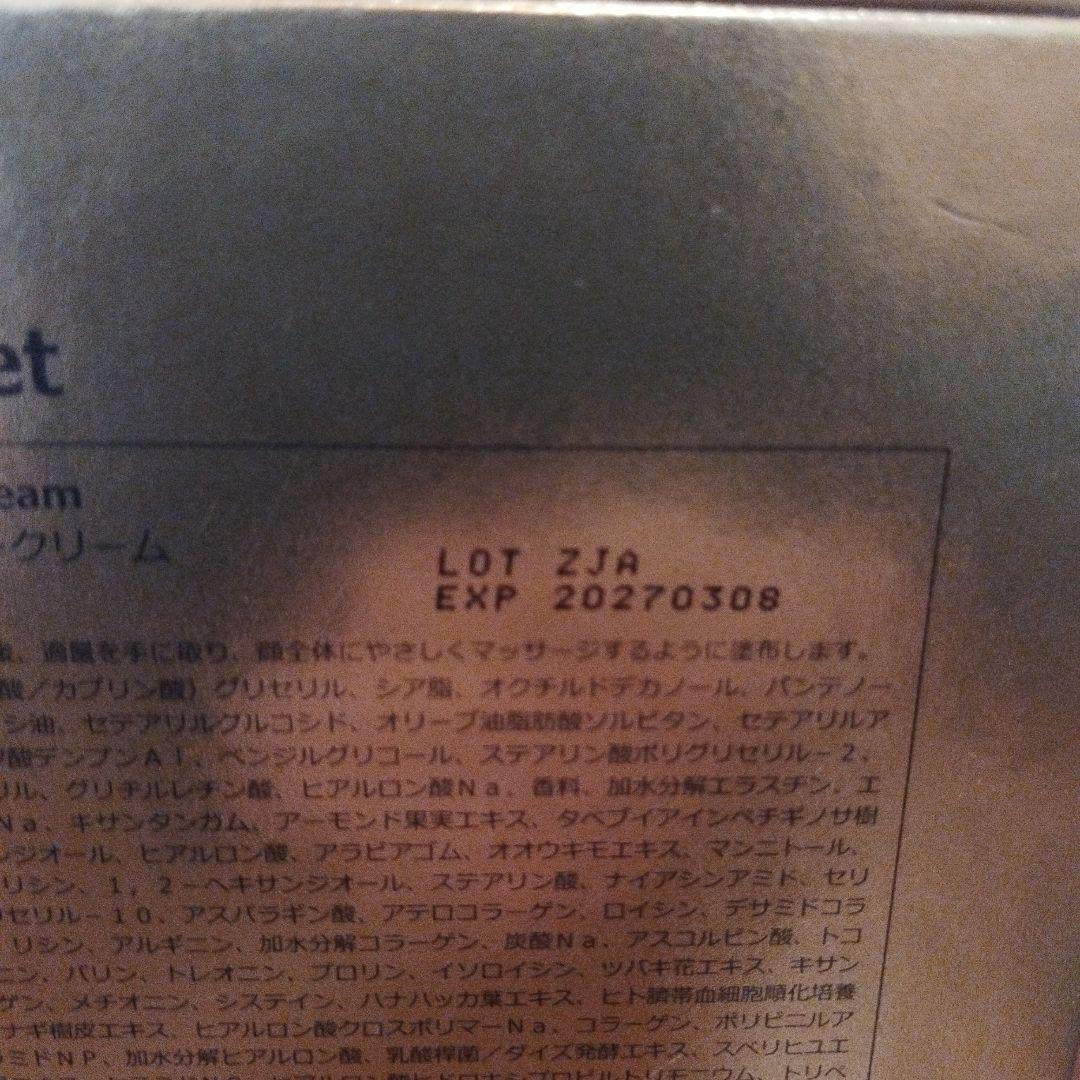 et
eam
クリーム
LOT ZJA
EXP 20270308
適量を手に取り、顔全体にやさしくマッサージするように塗布します。
酸/カプリン酸）グリセリル、シア脂、オクチルドデカノール、パンテノー
シ油、セテアリルグルコシド、オリーブ油脂肪酸ソルビタン、セテアリルア
酸デンプンＡｌ、ペンジルグリコール、ステアリン酸ポリグリセリル－２、
リル、グリチルレチン酸、ヒアルロン酸Ｎａ、香料、加水分解エラスチン、エ
Ｎａ、キサンタンガム、アーモンド果実エキス、タベブイアインペチギノサ樹
ンジオール、ヒアルロン酸、アラビアゴム、オオウキモエキス、マンニトール、
リシン、１，２－ヘキサンジオール、ステアリン酸、ナイアシンアミド、セリ
リセリル－１０、アスパラギン酸、アテロコラーゲン、ロイシン、デサミドコラ
リシン、アルギニン、加水分解コラーゲン、炭酸Ｎａ、アスコルビン酸、トコ
ニン、バリン、トレオニン、プロリン、イソロイシン、ツバキ花エキス、キサン
ゲン、メチオニン、システイン、ハナハッカ葉エキス、ヒト臍帯血細胞順化培養
ナギ樹皮エキス、ヒアルロン酸クロスポリマーＮａ、コラーゲン、ポリビニルア
ラミドＮＰ、加水分解ヒアルロン酸、乳酸桿菌／ダイズ発酵エキス、スベリヒユエ